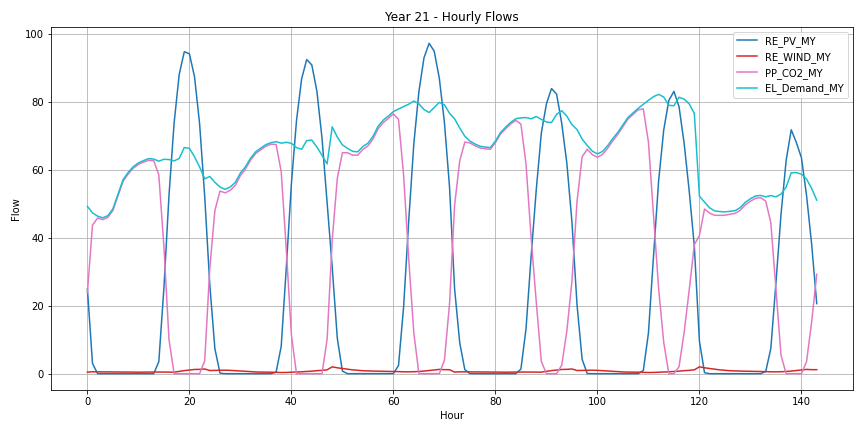 Year 21 - Hourly Flows
RE_PV_MY
RE_WIND_MY
PP_CO2_MY
EL_Demand_MY
100
80
60
40
20
0
Flow
0 20 40 60 80 100 120 140
Hour